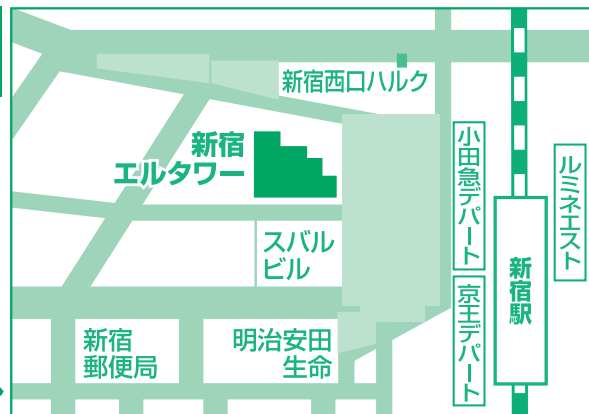 新宿西口ハルク
新宿
エルタワー
小田急デパート
ルミネエスト
スバル
ビル
新宿駅
京王デパート
新宿
郵便局
明治安田
生命